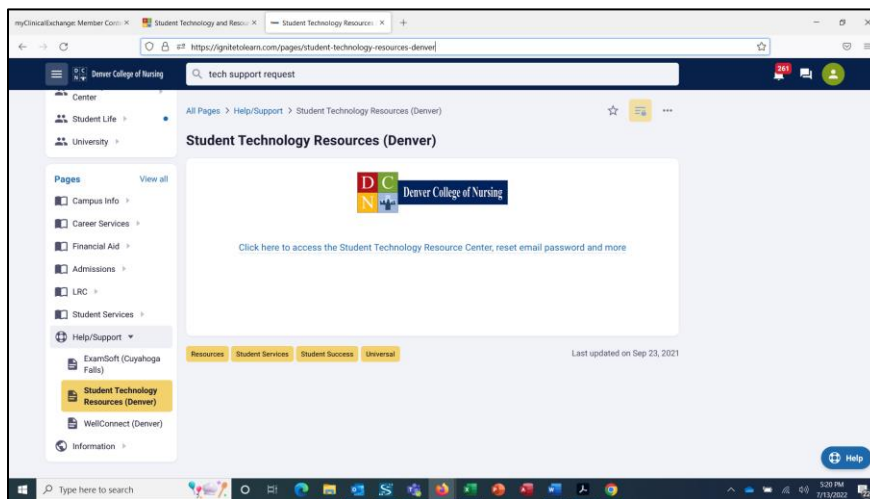 myClinicalExchange: Member Cont
Student Technology and Resou
Student Technology Resources
https://ignitetolearn.com/pages/student-technology-resources-denver
DC
N
Denver College of Nursing
tech support request
261
Center
Student Life
University
Pages
View all
Campus Info
Career Services
Financial Aid
Admissions
LRC
Student Services
Help/Support
ExamSoft (Cuyahoga
Falls)
Student Technology
Resources (Denver)
WellConnect (Denver)
Information
All Pages > Help/Support > Student Technology Resources (Denver)
Student Technology Resources (Denver)
D C
N
Denver College of Nursing
Click here to access the Student Technology Resource Center, reset email password and more
Resources Student Services Student Success Universal
Last updated on Sep 23, 2021
Help
Type here to search
5:20 PM
7/13/2022